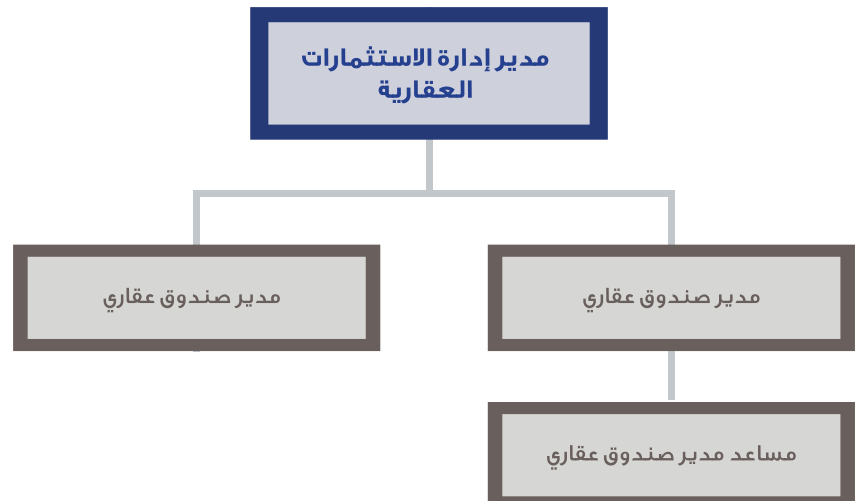 مدير إدارة الاستثمارات
العقارية
مدير صندوق عقاري
مدير صندوق عقاري
مساعد مدير صندوق عقاري